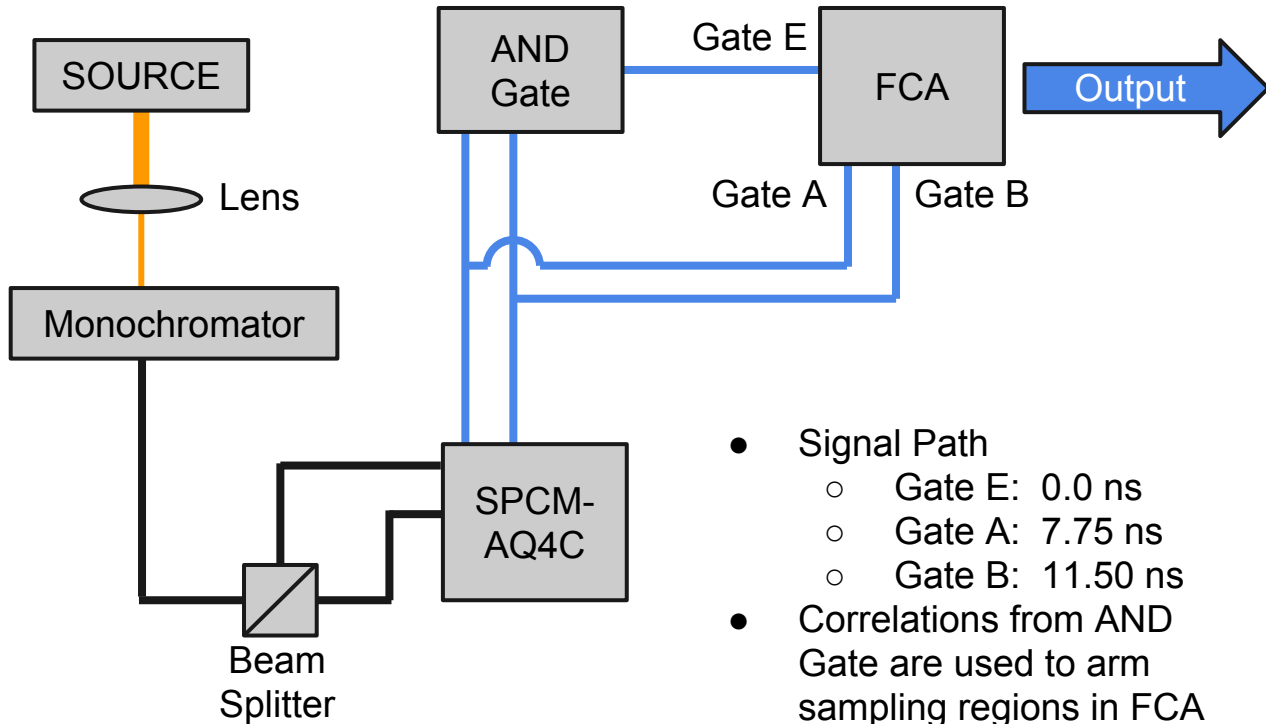 SOURCE
Lens
Monochromator
Beam
Splitter
SPCM-
AQ4C
AND
Gate
Gate E
FCA
Output
Gate A
Gate B
● Signal Path
○ Gate E: 0.0 ns
○ Gate A: 7.75 ns
○ Gate B: 11.50 ns
● Correlations from AND
Gate are used to arm
sampling regions in FCA